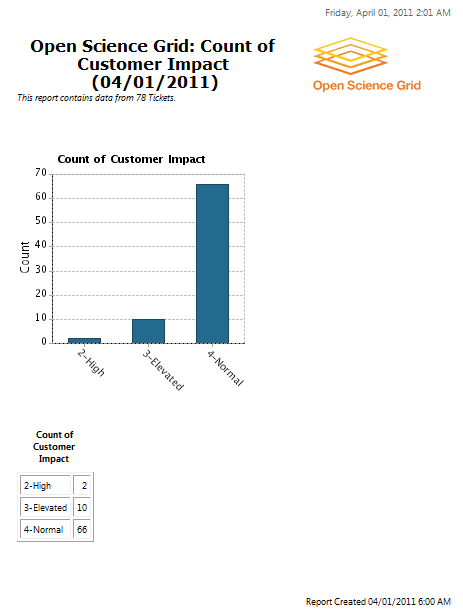 Friday, April 01, 2011 2:01 AM
Open Science Grid: Count of
Customer Impact
(04/01/2011)
This report contains data from 78 Tickets.
Open Science Grid
Count of Customer Impact
70
60
50
40
30
20
10
0
Count
2-High
3-Elevated
4-Normal
Count of
Customer
Impact
2-High 2
3-Elevated 10
4-Normal 66
Report Created 04/01/2011 6:00 AM